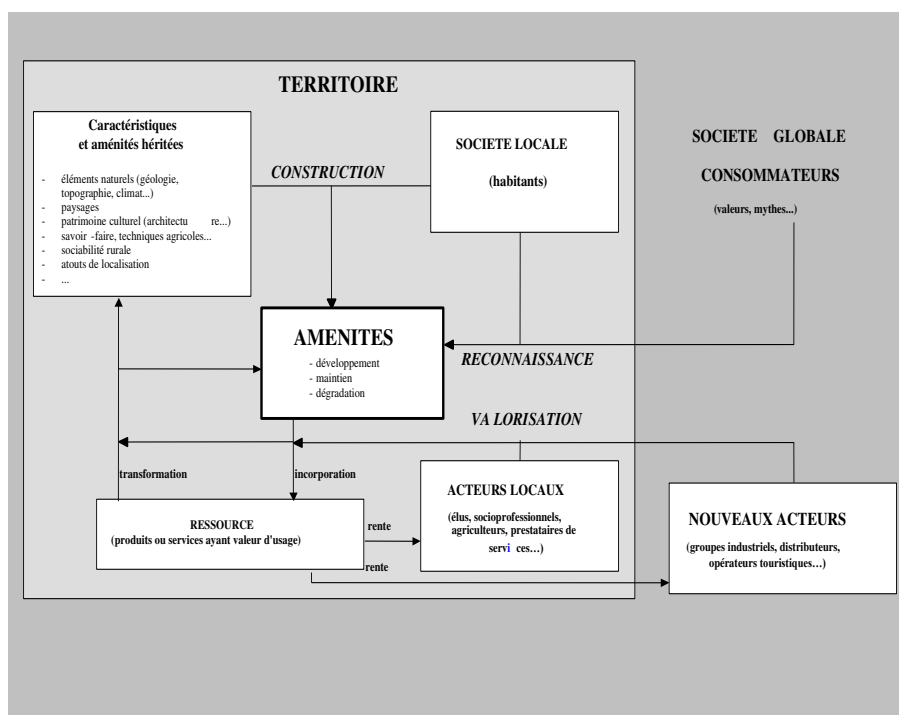 TERRITOIRE
Caractéristiques
et aménités héritées
- éléments naturels (géologie,
topographie, climat...)
- paysages
- patrimoine culturel (architectu re...)
- savoir -faire, techniques agricoles...
- sociabilité rurale
- atouts de localisation
- ...
CONSTRUCTION
SOCIETE LOCALE
(habitants)
SOCIETE GLOBALE
CONSOMMATEURS
(valeurs, mythes...)
AMENITES
- développement
- maintien
- dégradation
RECONNAISSANCE
VA LORISATION
transformation
incorporation
RESSOURCE
(produits ou services ayant valeur d'usage)
rente
rente
ACTEURS LOCAUX
(élus, socioprofessionnels,
agriculteurs, prestataires de
servi ces...)
NOUVEAUX ACTEURS
(groupes industriels, distributeurs,
opérateurs touristiques...)